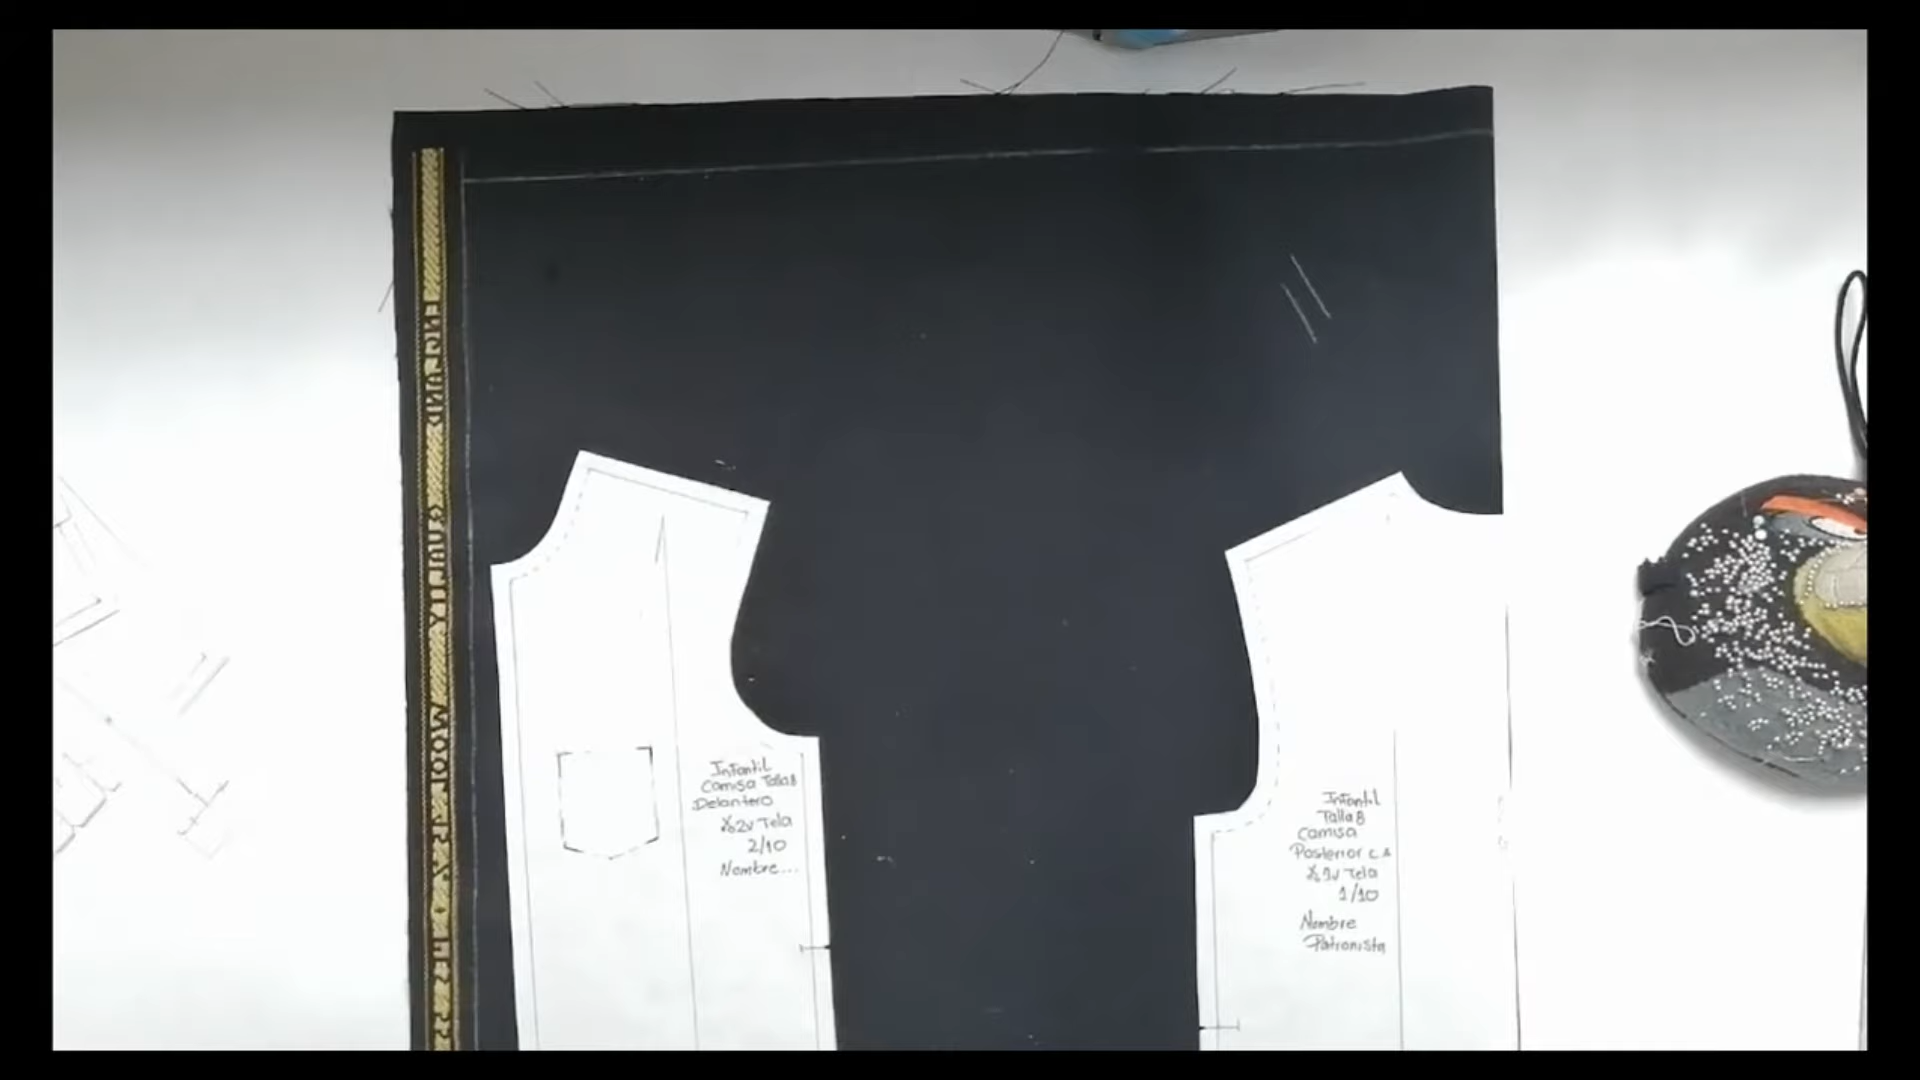 Infantil
Camisa Talla 8
Delantero
X2v Tela
2/10
Nombre...
Infantil
Talla 8
Camisa
Posterior c.s
X1v Tela
1/10
Nombre
Patronista
QUALITY